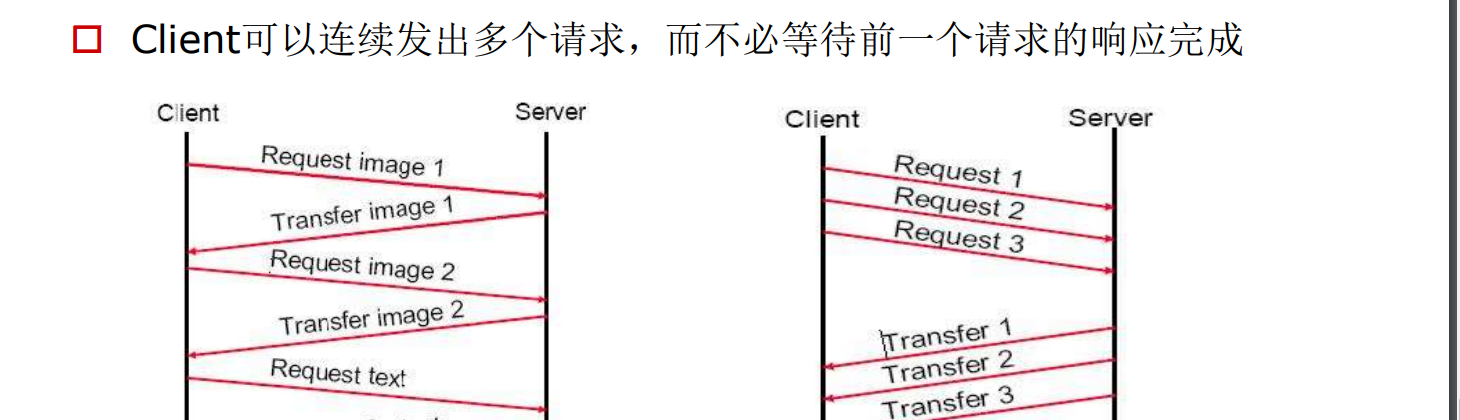 Client可以连续发出多个请求，而不必等待前一个请求的响应完成
Client
Server
Request image 1
Transfer image 1
Request image 2
Transfer image 2
Request text
Client
Server
Request 1
Request 2
Request 3
Transfer 1
Transfer 2
Transfer 3